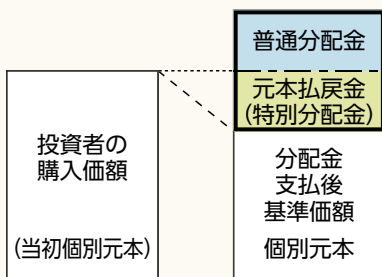 普通分配金
元本払戻金
(特別分配金)
投資者の
購入価額
(当初個別元本)
分配金
支払後
基準価額
個別元本